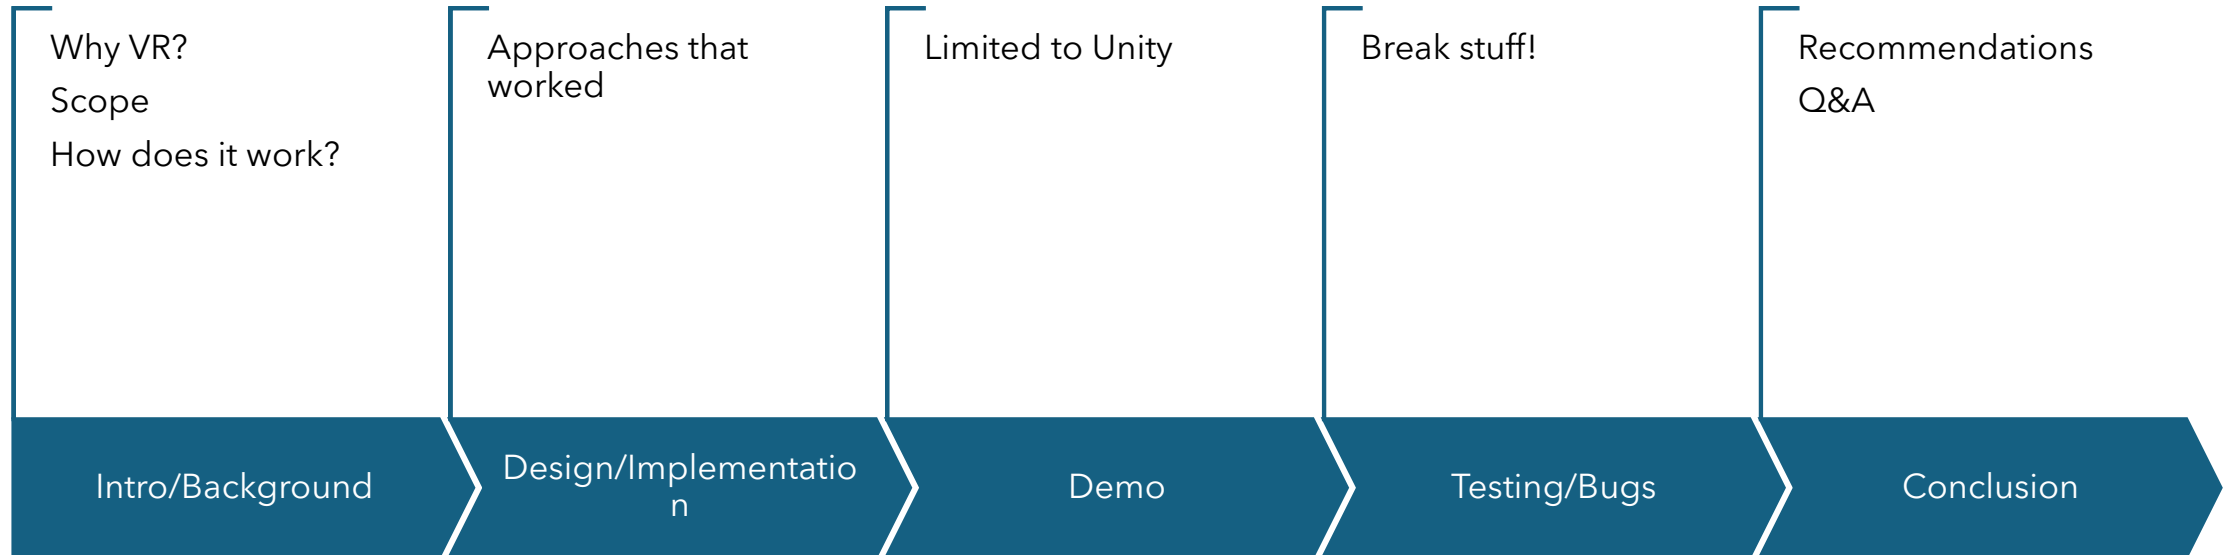 Why VR?
Scope
How does it work?
Approaches that
worked
Limited to Unity
Break stuff!
Recommendations
Q&A
Intro/Background
Design/Implementatio
n
Demo
Testing/Bugs
Conclusion